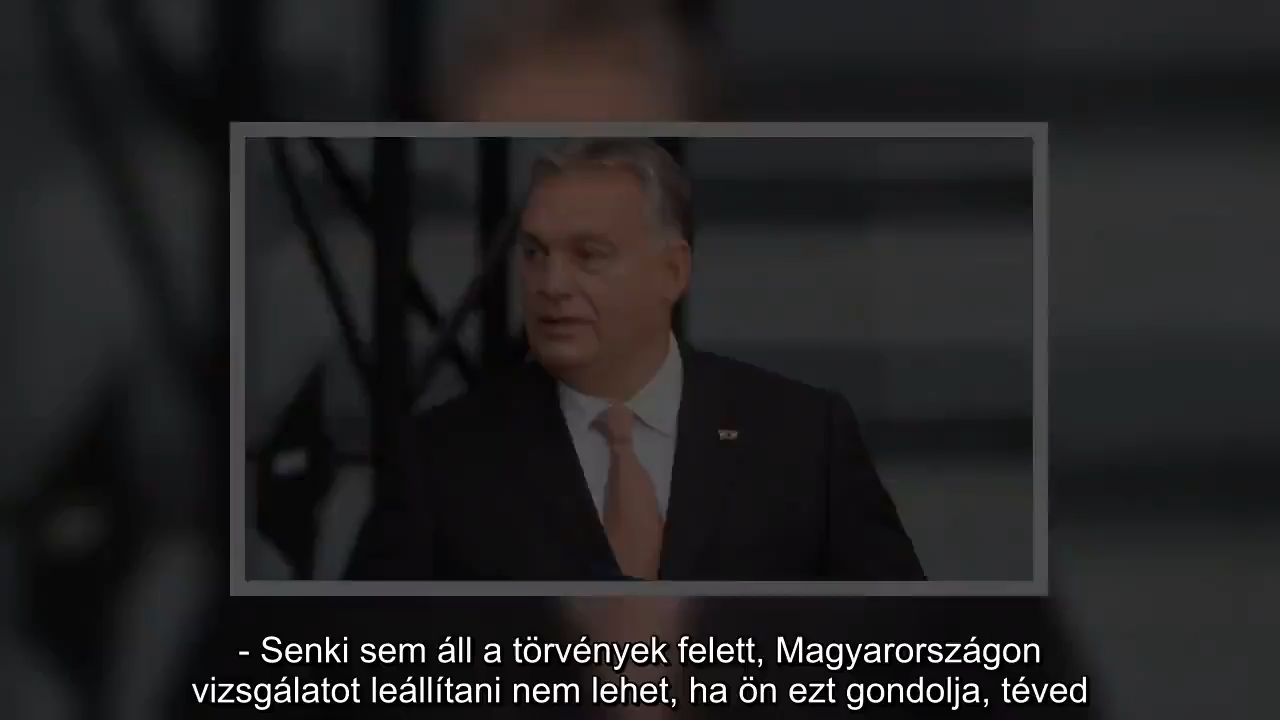 - Senki sem áll a törvények felett, Magyarországon
vizsgálatot leállítani nem lehet, ha ön ezt gondolja, téved